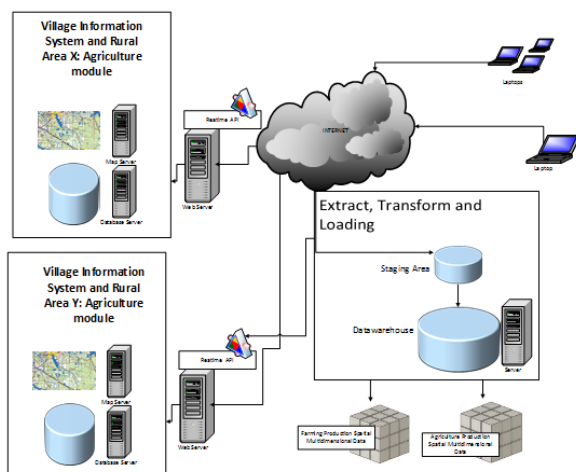 Village Information
System and Rural
Area X: Agriculture
module
Map Server
Database Server
Realtime API
Web Server
INTERNET
Laptops
Laptop
Extract, Transform and
Loading
Staging Area
Datawarehouse
Server
Village Information
System and Rural
Area Y: Agriculture
module
Map Server
Database Server
Realtime API
Web Server
Farming Production Spatial
Multidimensional Data
Agriculture Production
Spatial Multidimensional
Data